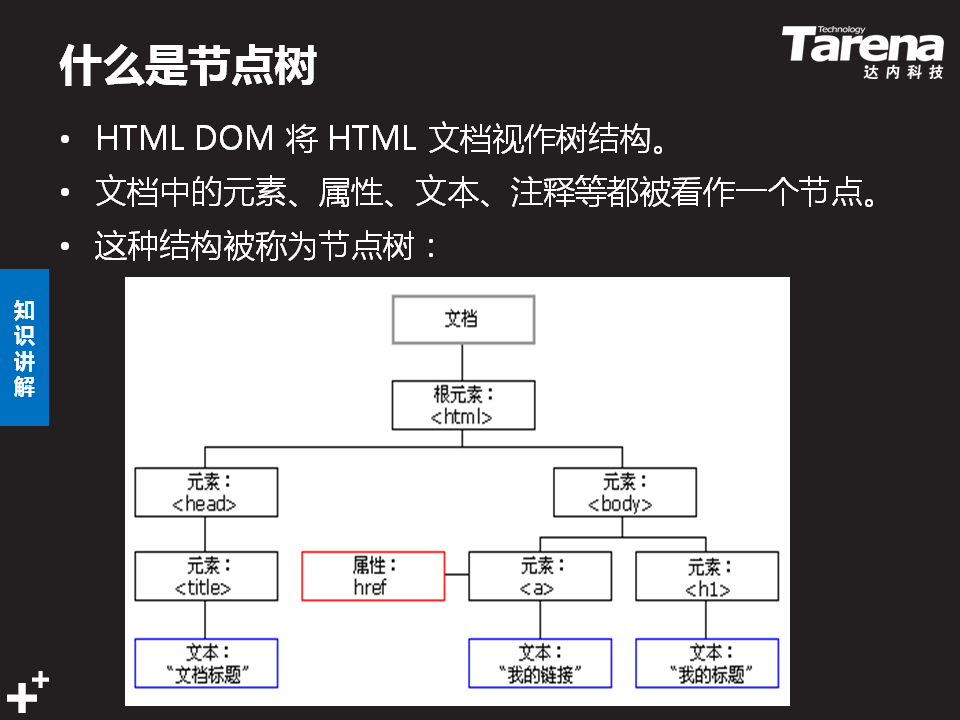 什么是节点树
Technology
Tarena
达内科技
• HTML DOM 将 HTML 文档视作树结构。
• 文档中的元素、属性、文本、注释等都被看作一个节点。
• 这种结构被称为节点树：
知识讲解
文档
根元素：
<html>
元素：
<head>
元素：
<body>
元素：
<title>
属性：
href
元素：
<a>
元素：
<h1>
文本：
“文档标题”
文本：
“我的链接”
文本：
“我的标题”